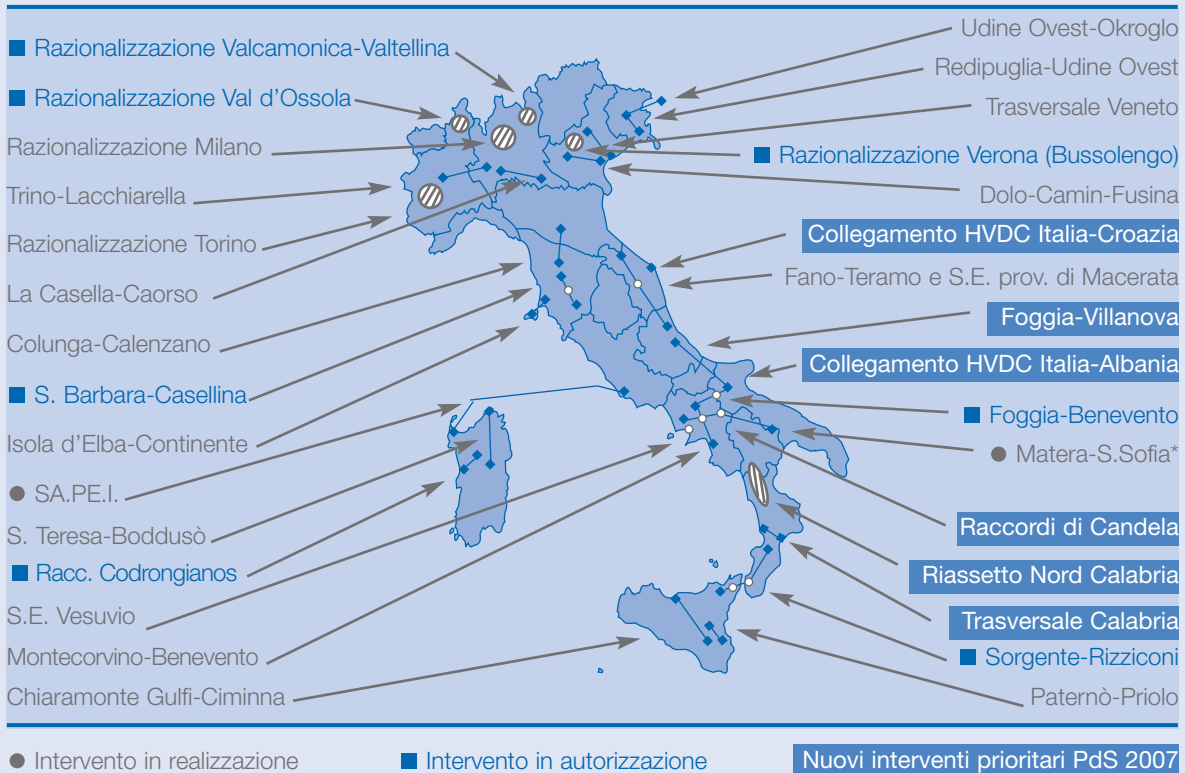 ■ Razionalizzazione Valcamonica-Valtellina
■ Razionalizzazione Val d'Ossola
Razionalizzazione Milano
Trino-Lacchiarella
Razionalizzazione Torino
La Casella-Caorso
Colunga-Calenzano
■ S. Barbara-Casellina
Isola d'Elba-Continente
● SA.PE.I.
S. Teresa-Boddusò
■ Racc. Codrongianos
S.E. Vesuvio
Montecorvino-Benevento
Chiaramonte Gulfi-Ciminna
Udine Ovest-Okroglo
Redipuglia-Udine Ovest
Trasversale Veneto
■ Razionalizzazione Verona (Bussolengo)
Dolo-Camin-Fusina
Collegamento HVDC Italia-Croazia
Fano-Teramo e S.E. prov. di Macerata
Foggia-Villanova
Collegamento HVDC Italia-Albania
■ Foggia-Benevento
● Matera-S.Sofia*
Raccordi di Candela
Riassetto Nord Calabria
Trasversale Calabria
■ Sorgente-Rizziconi
Paternò-Priolo
● Intervento in realizzazione
■ Intervento in autorizzazione
Nuovi interventi prioritari PdS 2007